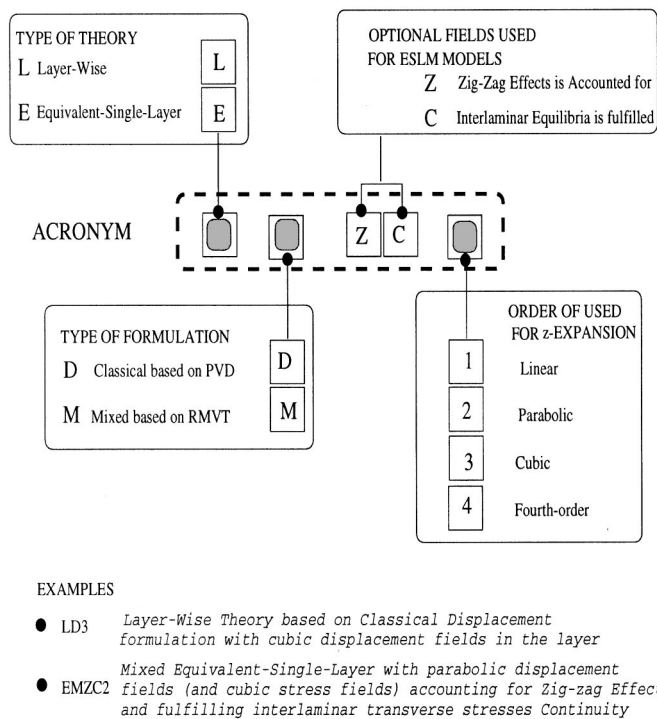 TYPE OF THEORY
L Layer-Wise
L
E Equivalent-Single-Layer
E
OPTIONAL FIELDS USED
FOR ESLM MODELS
Z Zig-Zag Effects is Accounted for
C Interlaminar Equilibria is fulfilled
ACRONYM
Z C
TYPE OF FORMULATION
D Classical based on PVD
D
M Mixed based on RMVT
M
ORDER OF USED
FOR z-EXPANSION
1 Linear
2 Parabolic
3 Cubic
4 Fourth-order
EXAMPLES
LD3 Layer-Wise Theory based on Classical Displacement
formulation with cubic displacement fields in the layer
Mixed Equivalent-Single-Layer with parabolic displacement
EMZC2 fields (and cubic stress fields) accounting for Zig-zag Effect
and fulfilling interlaminar transverse stresses Continuity